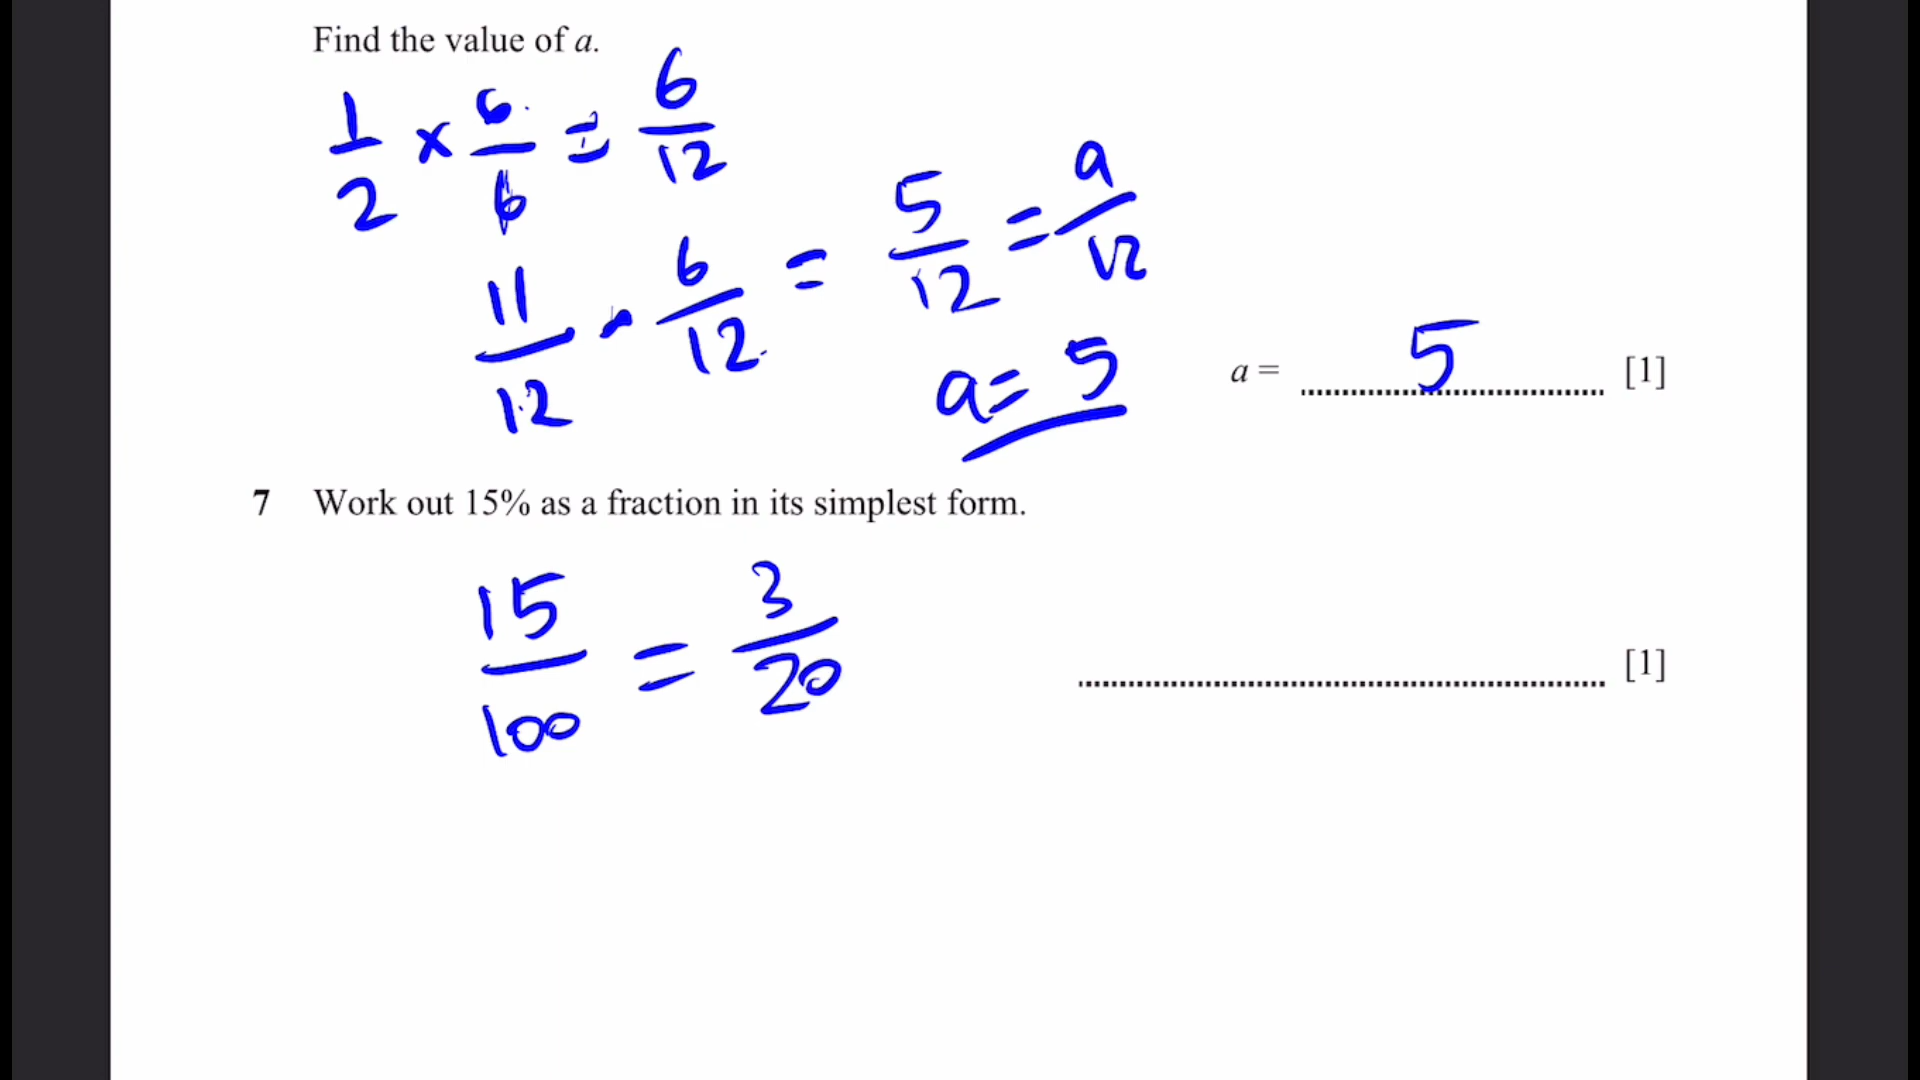 Find the value of a.
1/2 × 6/6 = 6/12
11/12 - 6/12 = 5/12 = a/12
a = 5
a = 5 [1]
7 Work out 15% as a fraction in its simplest form.
15/100 = 3/20
[1]